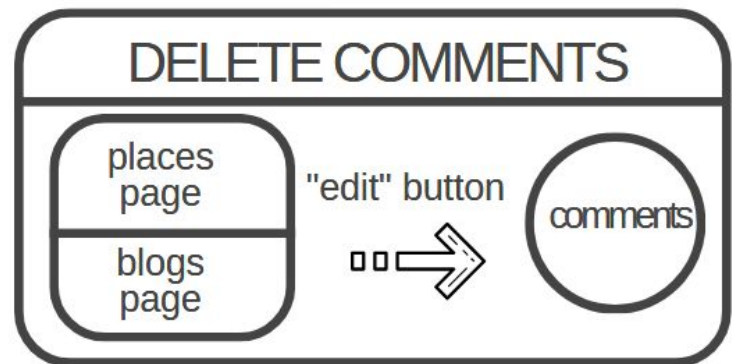 DELETE COMMENTS
places
page
blogs
page
"edit" button
comments